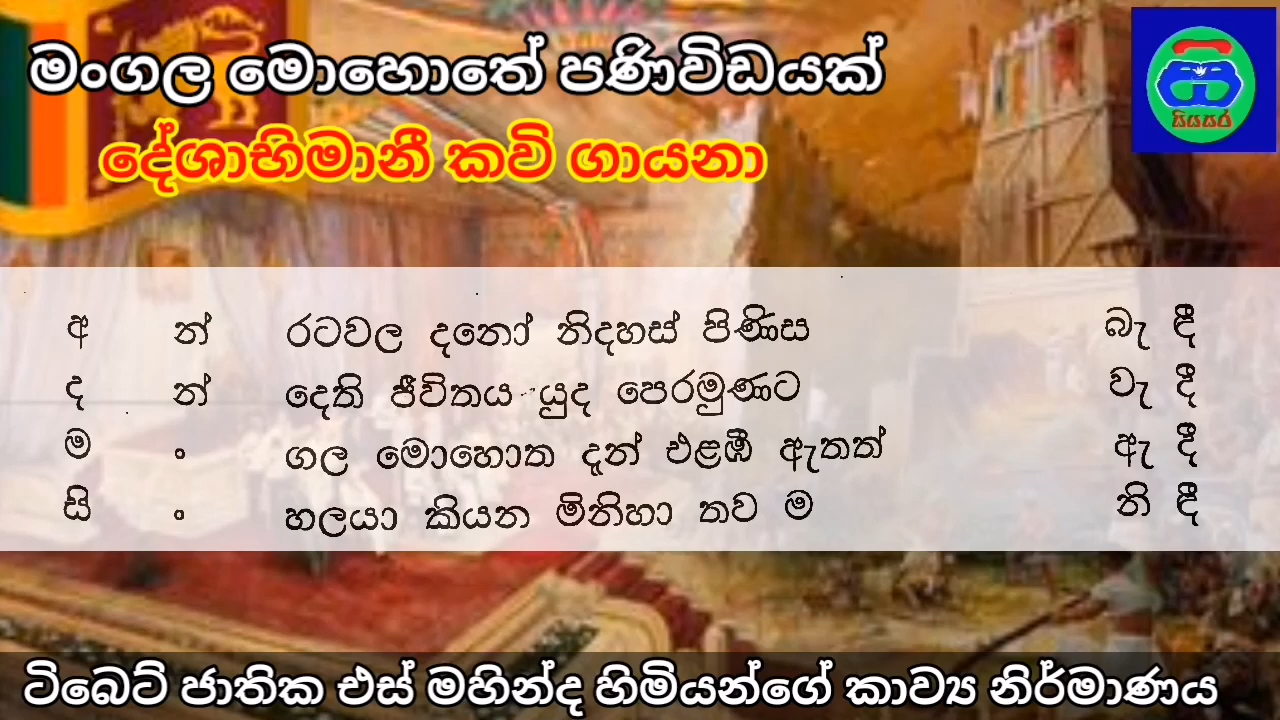 මංගල මොහොතේ පණිවිඩයක්
දේශාභිමානී කවි ගායනා
සියසර
අ න් රටවල දනෝ නිදහස් පිණිස බැ ඳී
ද න් දෙති ජීවිතය යුද පෙරමුණට වැ දී
ම ං ගල මොහොත දැන් එළඹී ඇතත් ඇ දී
සි ං හලයා කියන මිනිහා තව ම නි ඳී
ටිබෙට් ජාතික එස් මහින්ද හිමියන්ගේ කාව්‍ය නිර්මාණය